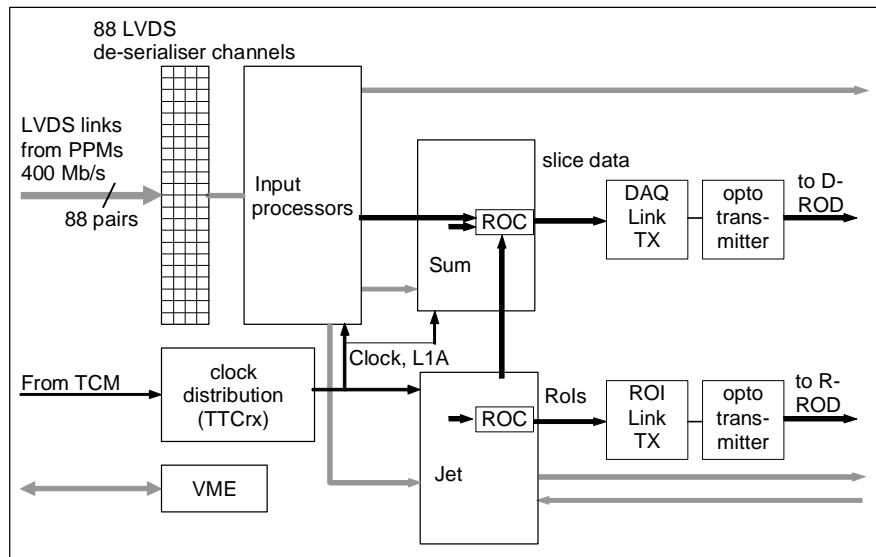 88 LVDS
de-serialiser channels
LVDS links
from PPMs
400 Mb/s
88 pairs
Input
processors
slice data
ROC
Sum
DAQ
Link
TX
opto
trans-
mitter
to D-
ROD
Clock, L1A
From TCM
clock
distribution
(TTCrx)
RoIs
ROC
Jet
ROI
Link
TX
opto
trans-
mitter
to R-
ROD
VME